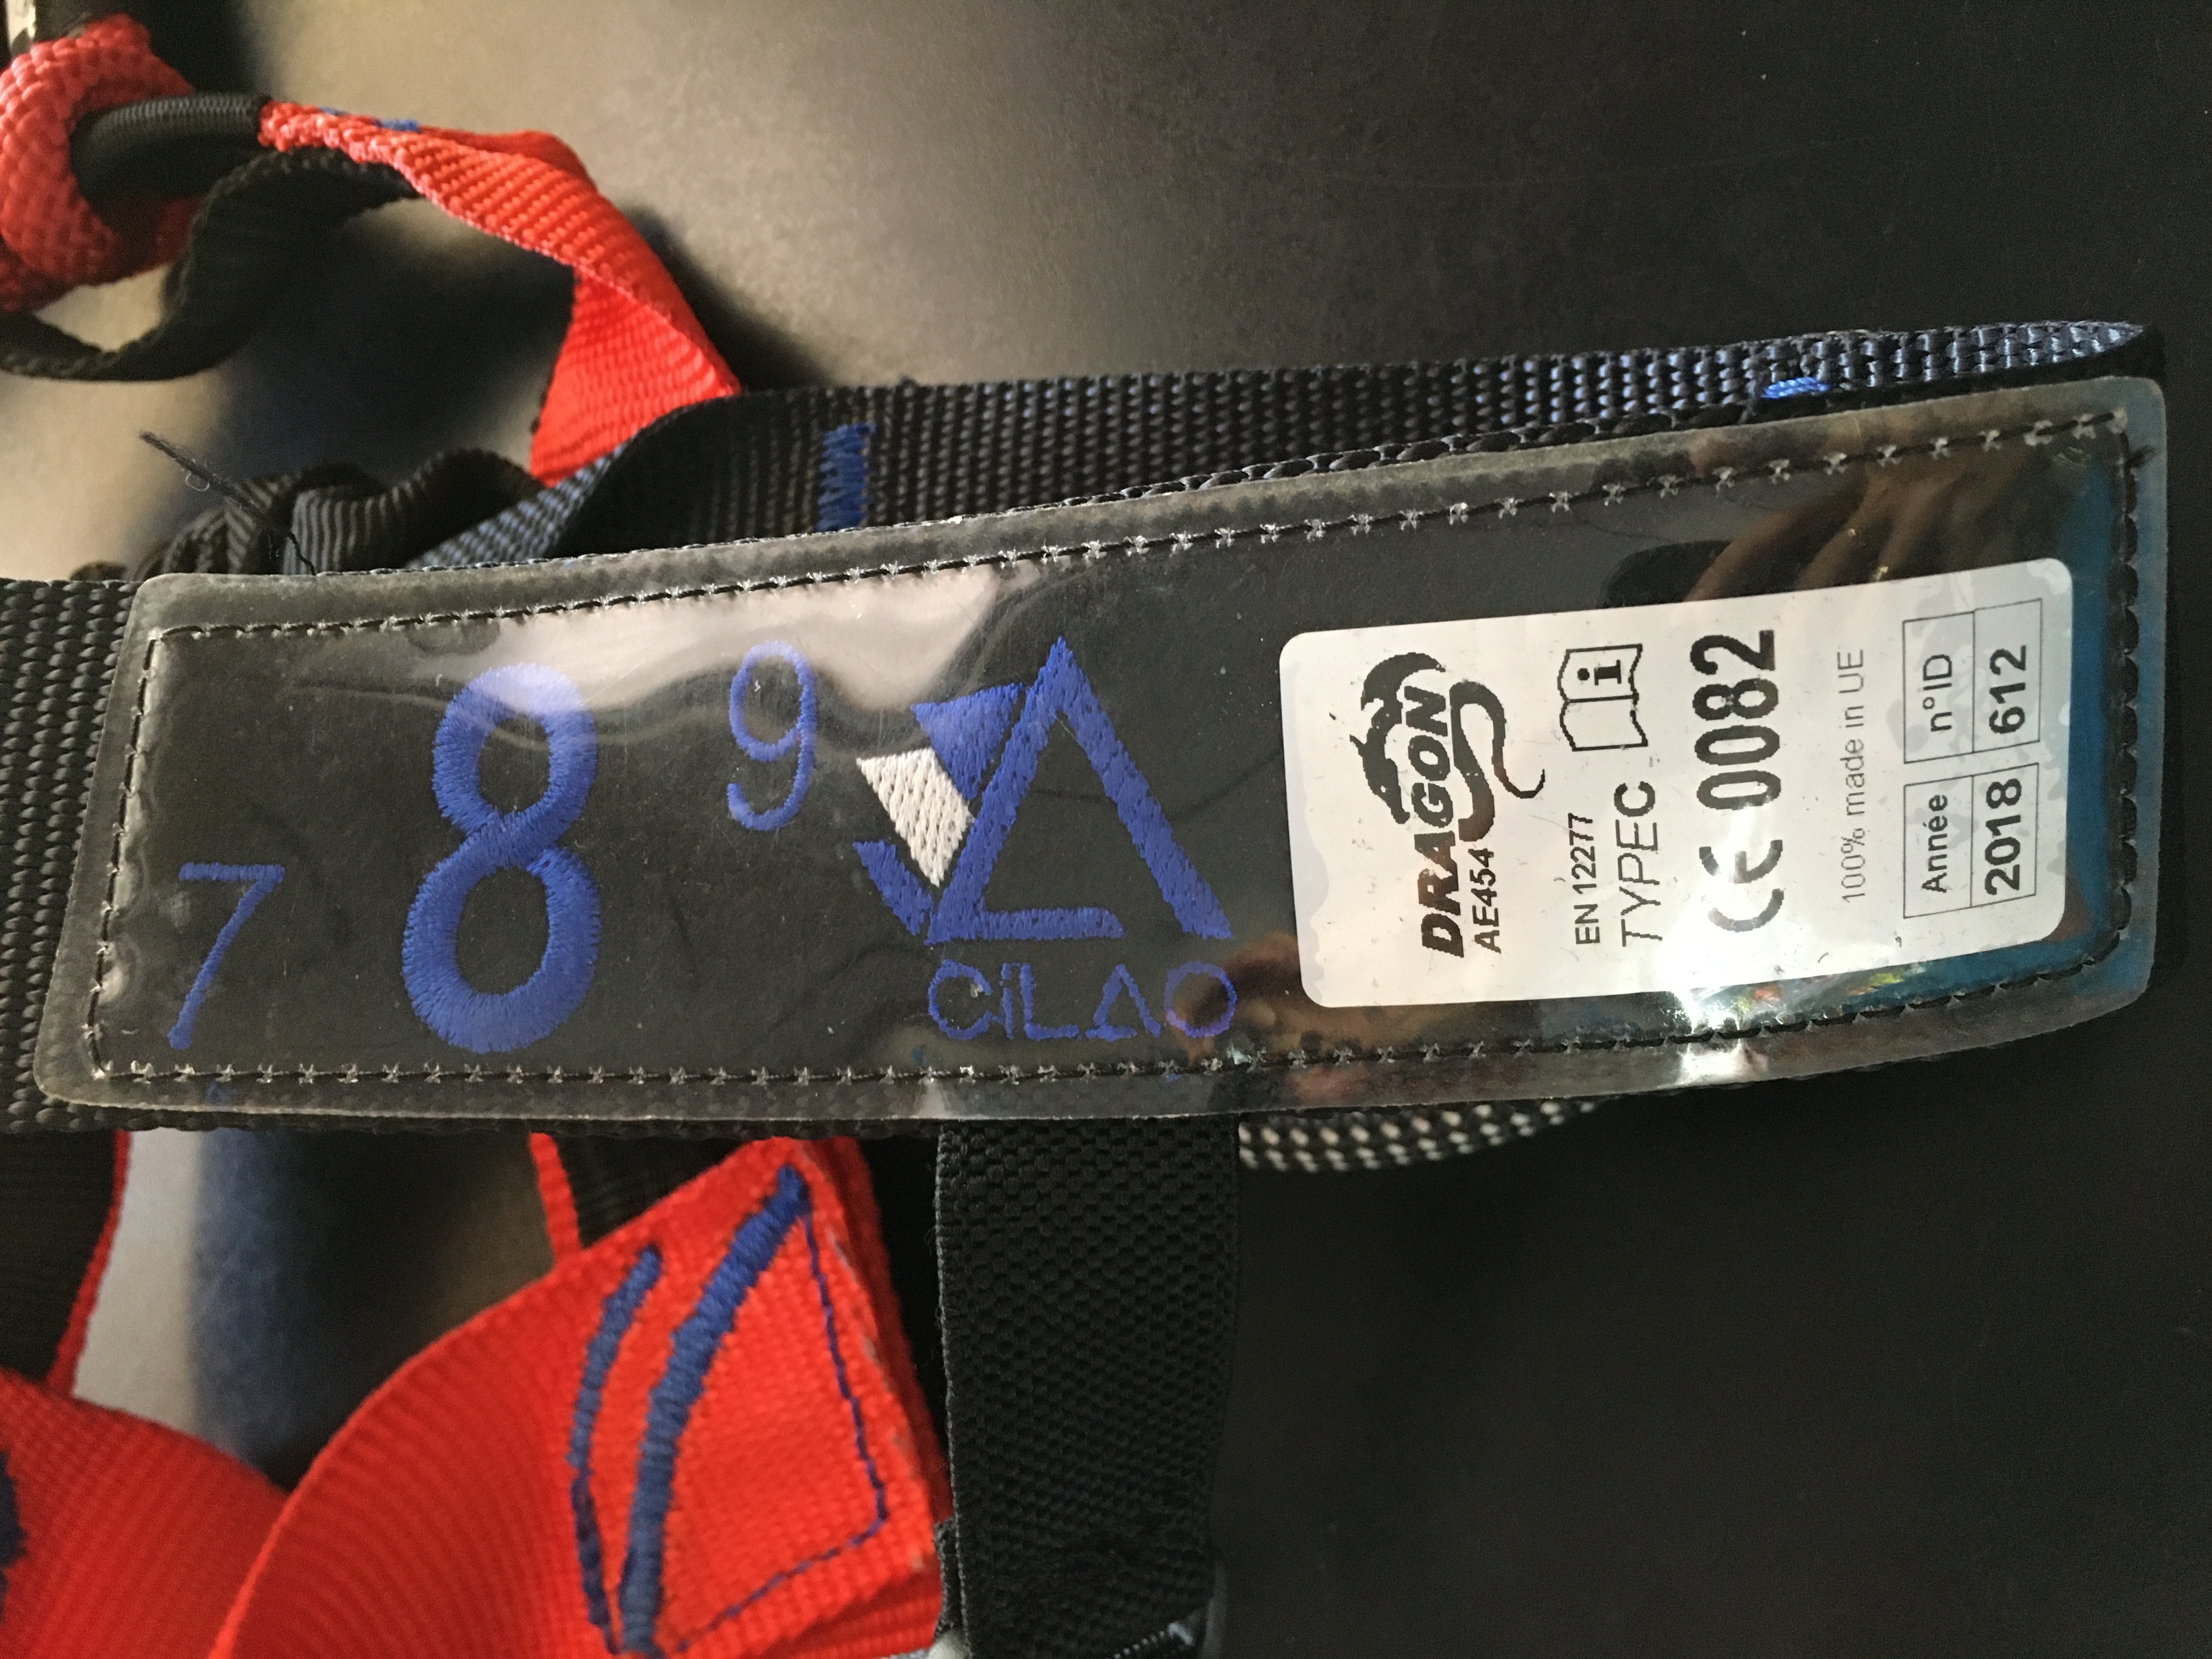 7
8
9
CiLAO
DRAGON
AE454
EN 12277
TYPE C
i
CE 0082
100% made in UE
Année n°ID
2018 612